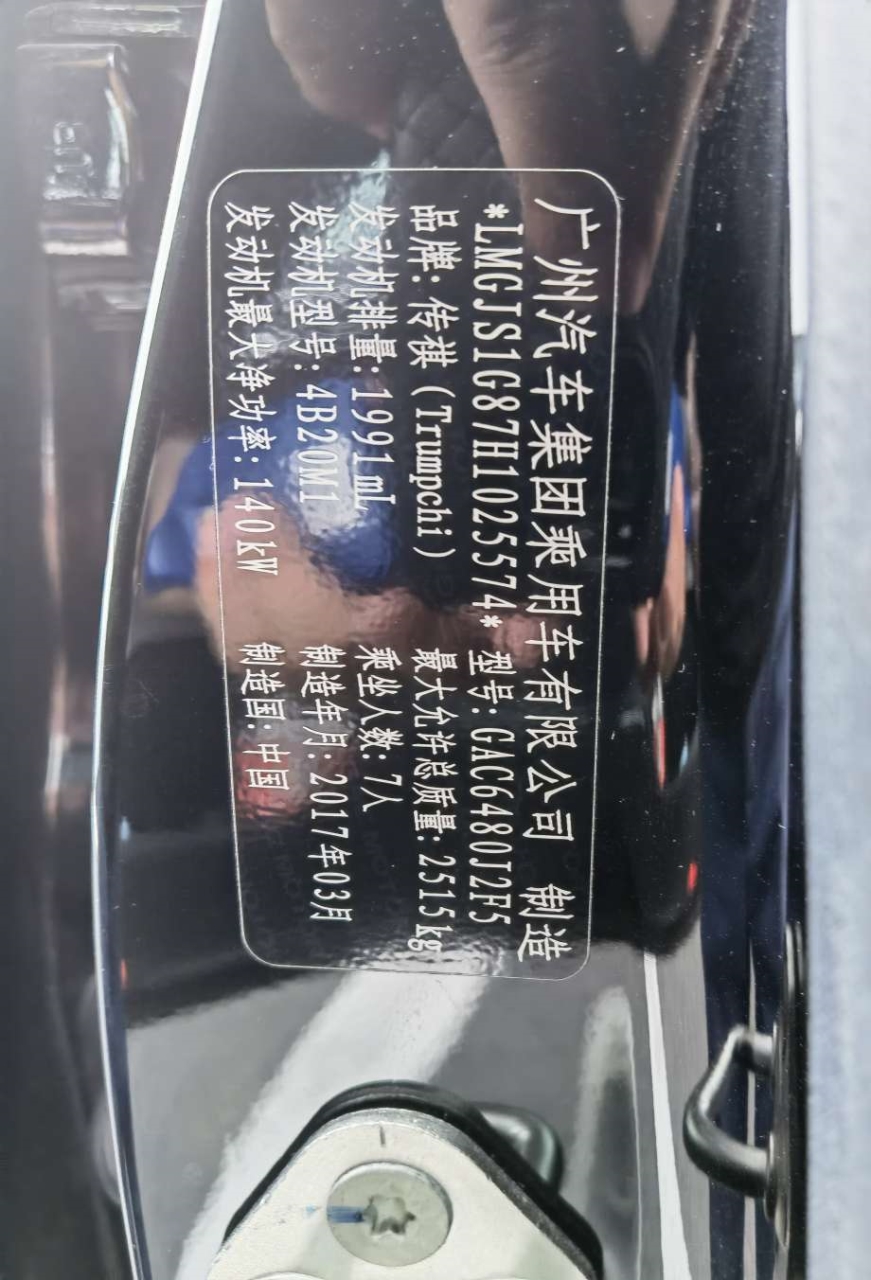 广州汽车集团乘用车有限公司 制造
*LMGJS1G87H1025574* 型号:GAC6480J2F5
品牌:传祺(Trumpchi) 最大允许总质量:2515kg
发动机排量:1991mL 乘坐人数:7人
发动机型号:4B20M1 制造年月:2017年03月
发动机最大净功率:140kW 制造国:中国